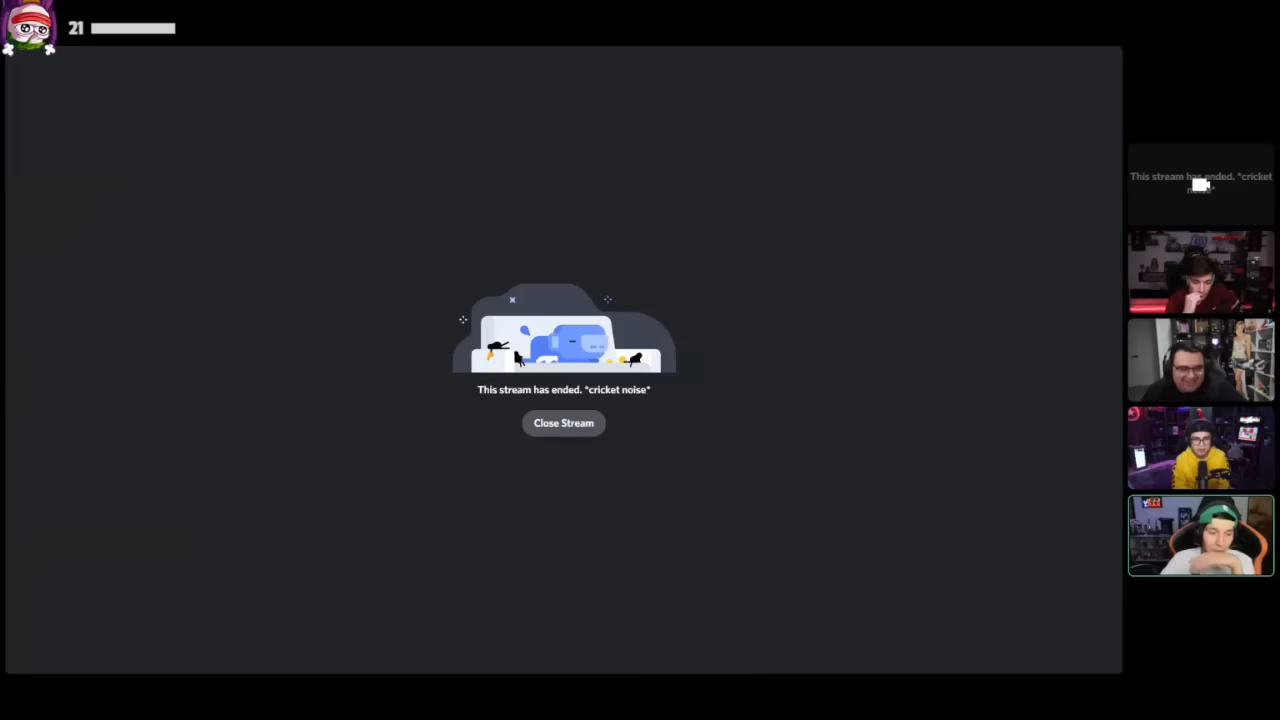 21
This stream has ended. *cricket
This stream has ended. *cricket noise*
Close Stream